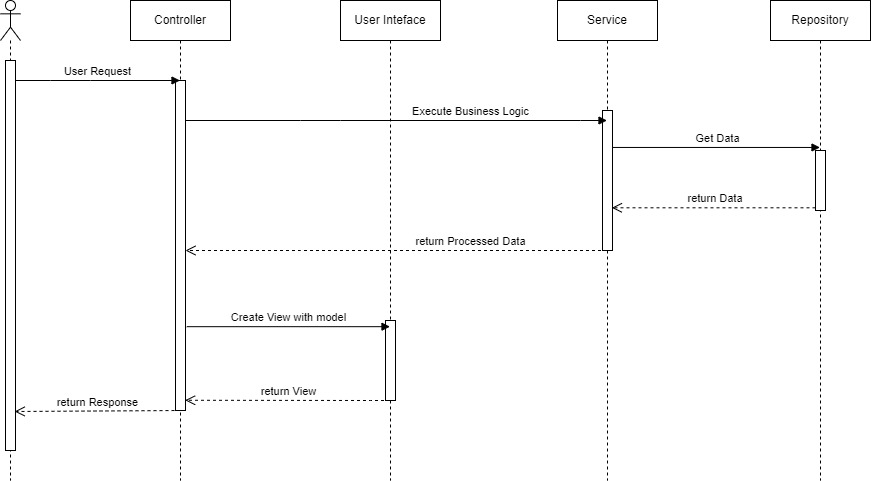 Controller
User Inteface
Service
Repository
User Request
Execute Business Logic
Get Data
return Data
return Processed Data
Create View with model
return View
return Response